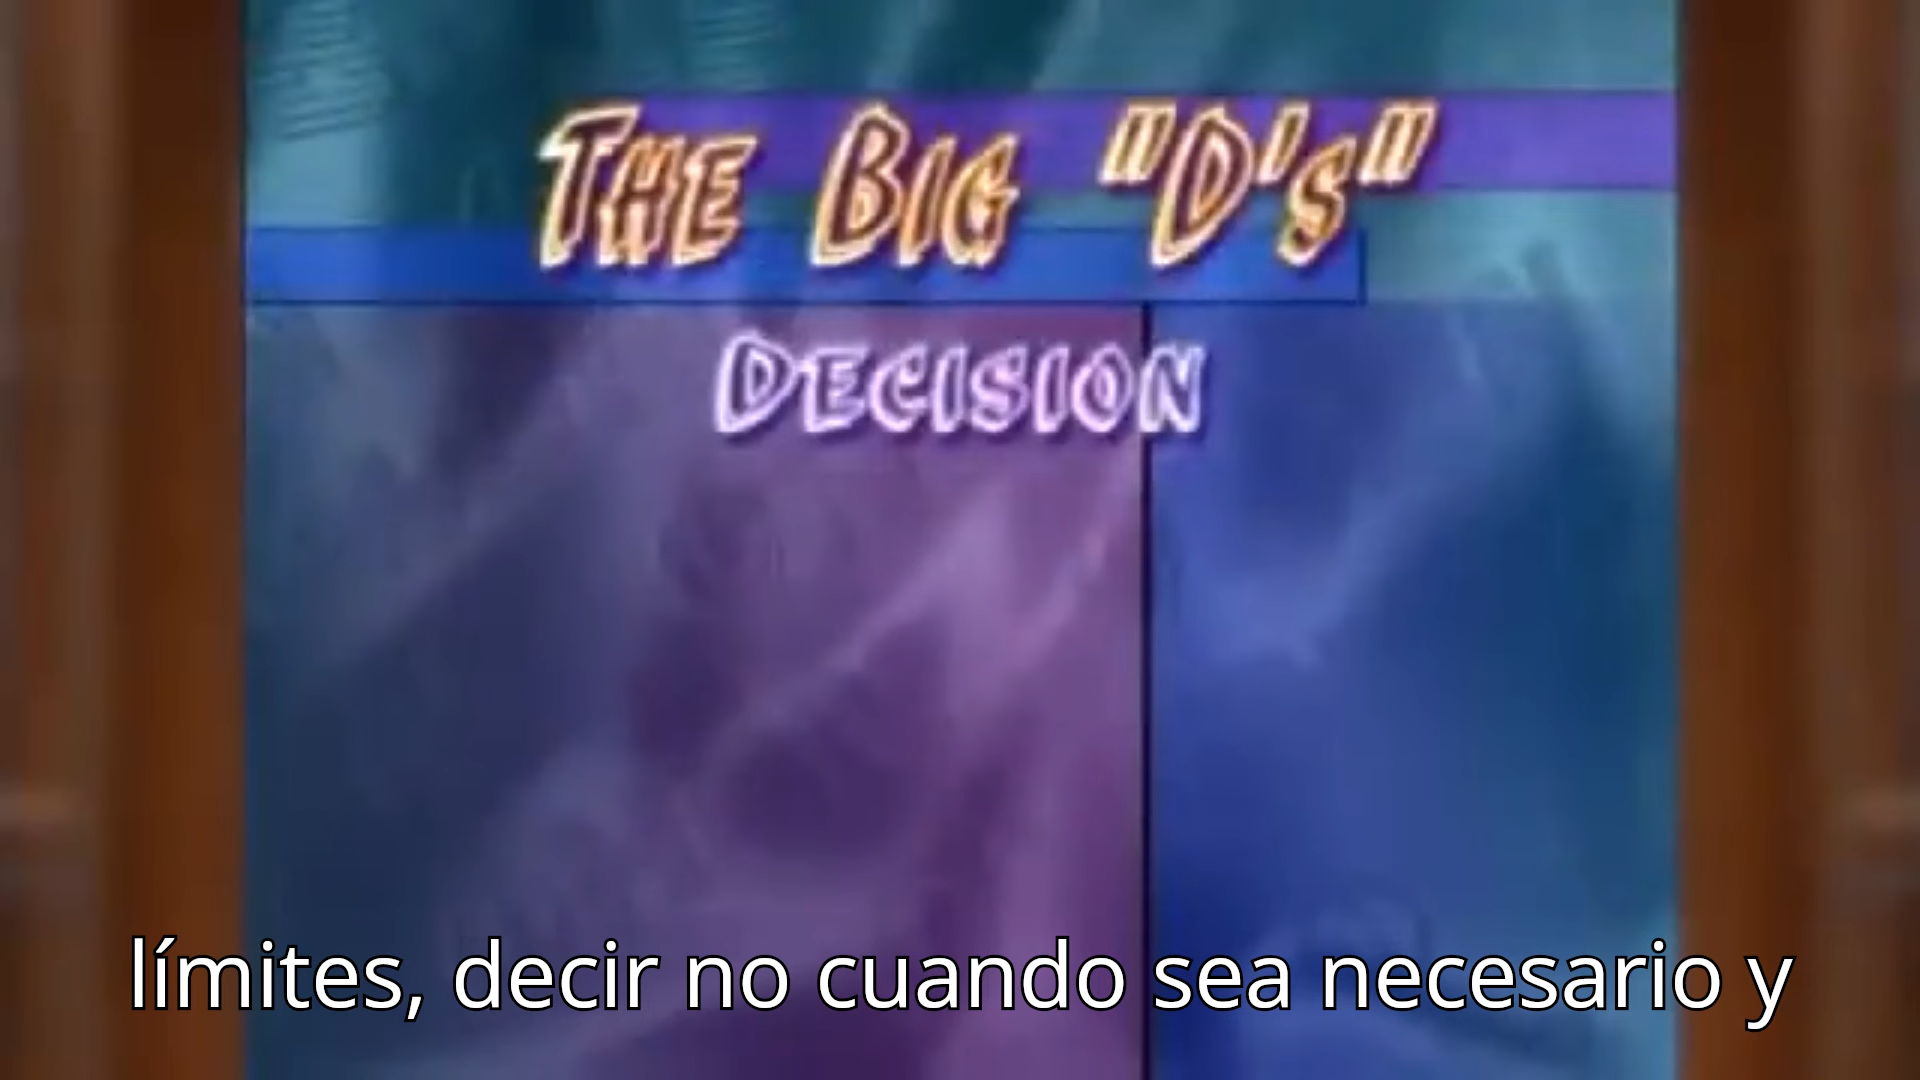 THE BIG "D'S"
DECISION
límites, decir no cuando sea necesario y